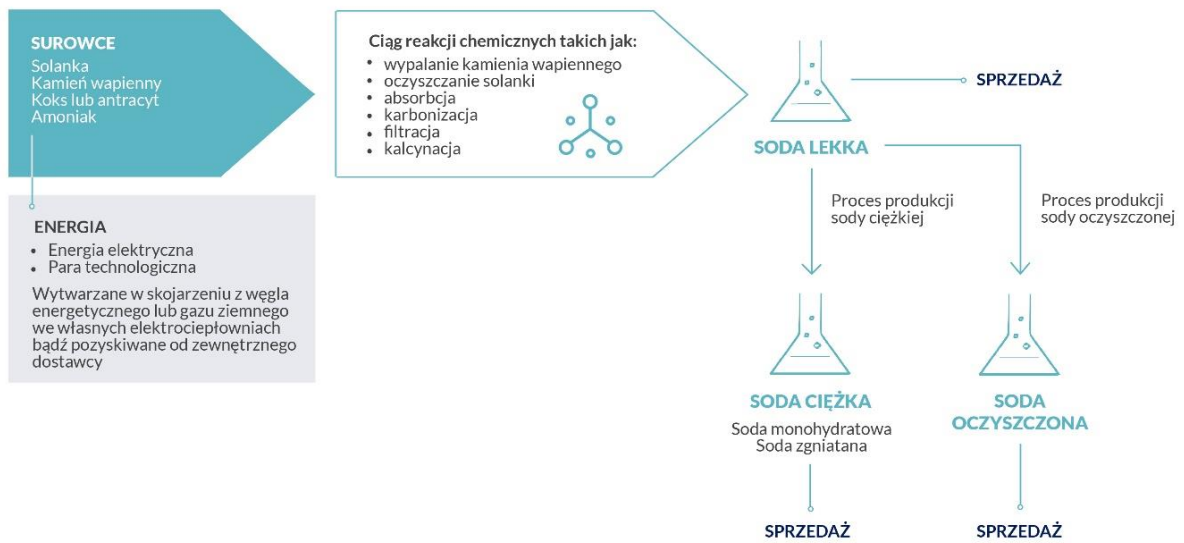 SUROWCE
Solanka
Kamień wapienny
Koks lub antracyt
Amoniak
ENERGIA
• Energia elektryczna
• Para technologiczna
Wytwarzane w skojarzeniu z węgla
energetycznego lub gazu ziemnego
we własnych elektrociepłowniach
bądź pozyskiwane od zewnętrznego
dostawcy
Ciąg reakcji chemicznych takich jak:
• wypalanie kamienia wapiennego
• oczyszczanie solanki
• absorbcja
• karbonizacja
• filtracja
• kalcynacja
SPRZEDAŻ
SODA LEKKA
Proces produkcji
sody ciężkiej
Proces produkcji
sody oczyszczonej
SODA CIĘŻKA
Soda monohydratowa
Soda zgniatana
SODA
OCZYSZCZONA
SPRZEDAŻ
SPRZEDAŻ